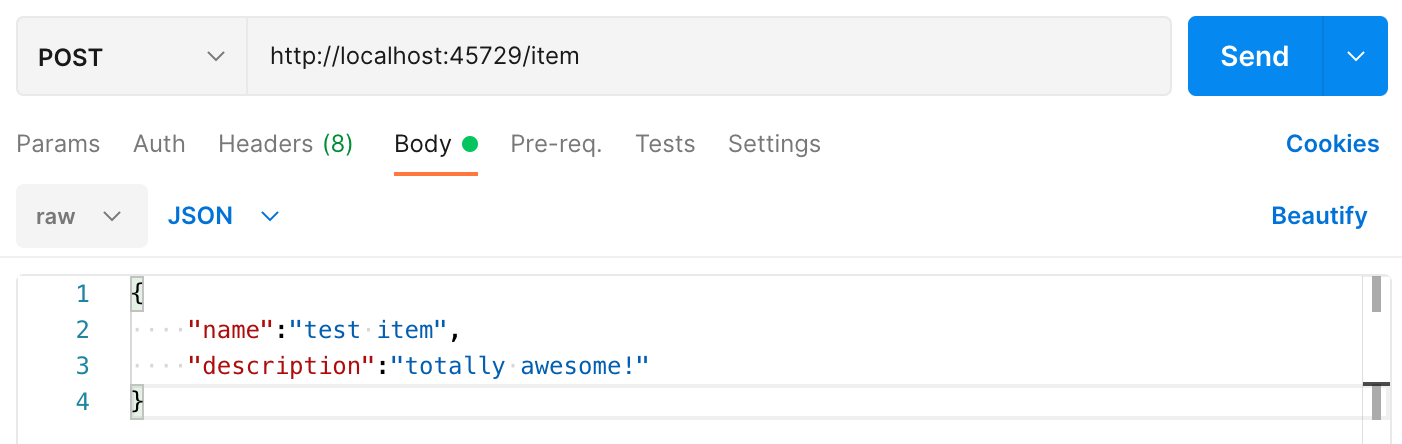 POST http://localhost:45729/item Send
Params Auth Headers (8) Body Pre-req. Tests Settings Cookies
raw JSON Beautify
1 {
2 "name":"test item",
3 "description":"totally awesome!"
4 }